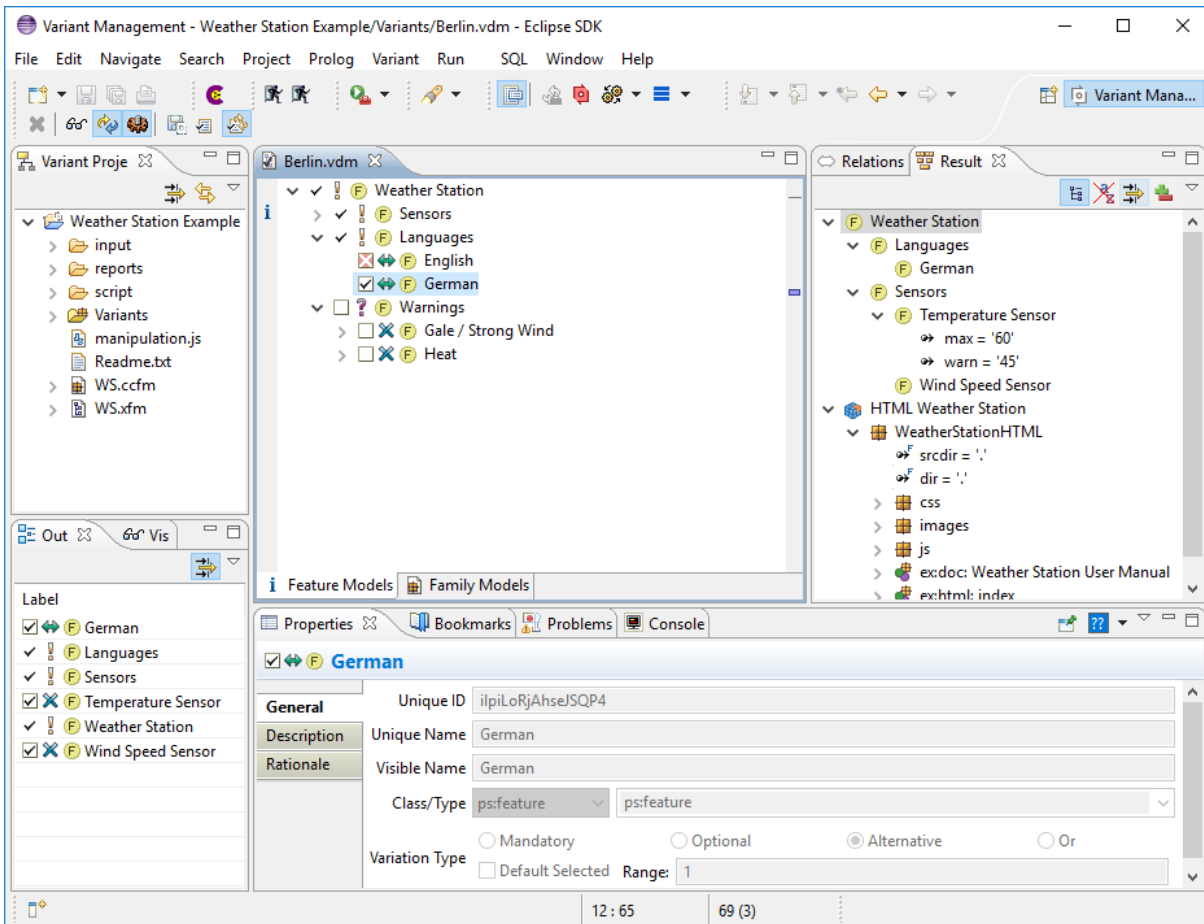 Variant Management - Weather Station Example/Variants/Berlin.vdm - Eclipse SDK
File Edit Navigate Search Project Prolog Variant Run SQL Window Help
Variant Mana...
Variant Proje
Weather Station Example
input
reports
script
Variants
manipulation.js
Readme.txt
WS.ccfm
WS.xfm
Berlin.vdm
Weather Station
Sensors
Languages
English
German
Warnings
Gale / Strong Wind
Heat
Feature Models Family Models
Relations Result
Weather Station
Languages
German
Sensors
Temperature Sensor
max = '60'
warn = '45'
Wind Speed Sensor
HTML Weather Station
WeatherStationHTML
srcdir = '.'
dir = '.'
css
images
js
ex:doc: Weather Station User Manual
ex:html: index
Out Vis
Label
German
Languages
Sensors
Temperature Sensor
Weather Station
Wind Speed Sensor
Properties Bookmarks Problems Console
German
General
Description
Rationale
Unique ID
Unique Name German
Visible Name German
Class/Type ps:feature ps:feature
Variation Type
Mandatory Optional Alternative Or
Default Selected Range: 1
12 : 65 69 (3)